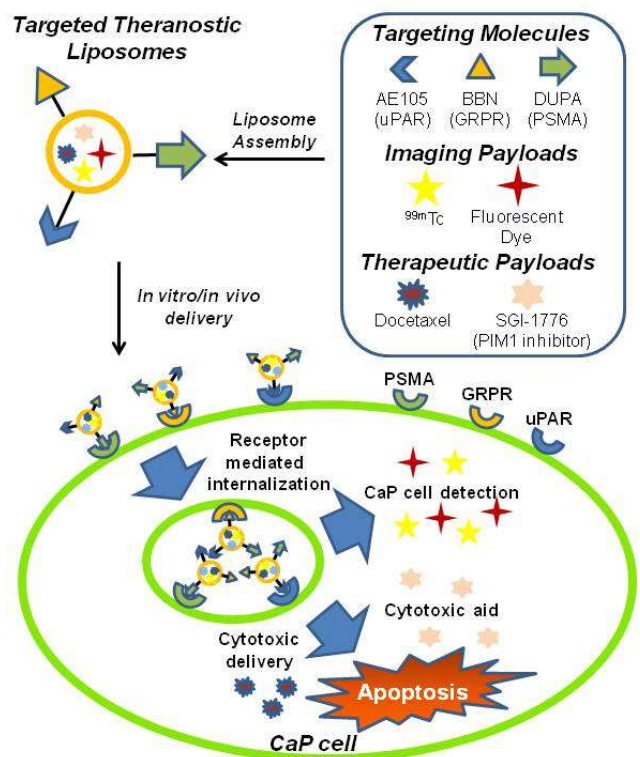 Targeted Theranostic
Liposomes
Liposome
Assembly
Targeting Molecules
AE105
(uPAR)
BBN
(GRPR)
DUPA
(PSMA)
Imaging Payloads
99mTc
Fluorescent
Dye
Therapeutic Payloads
Docetaxel
SGI-1776
(PIM1 inhibitor)
In vitro/in vivo
delivery
PSMA
GRPR
uPAR
Receptor
mediated
internalization
CaP cell detection
Cytotoxic aid
Cytotoxic
delivery
Apoptosis
CaP cell